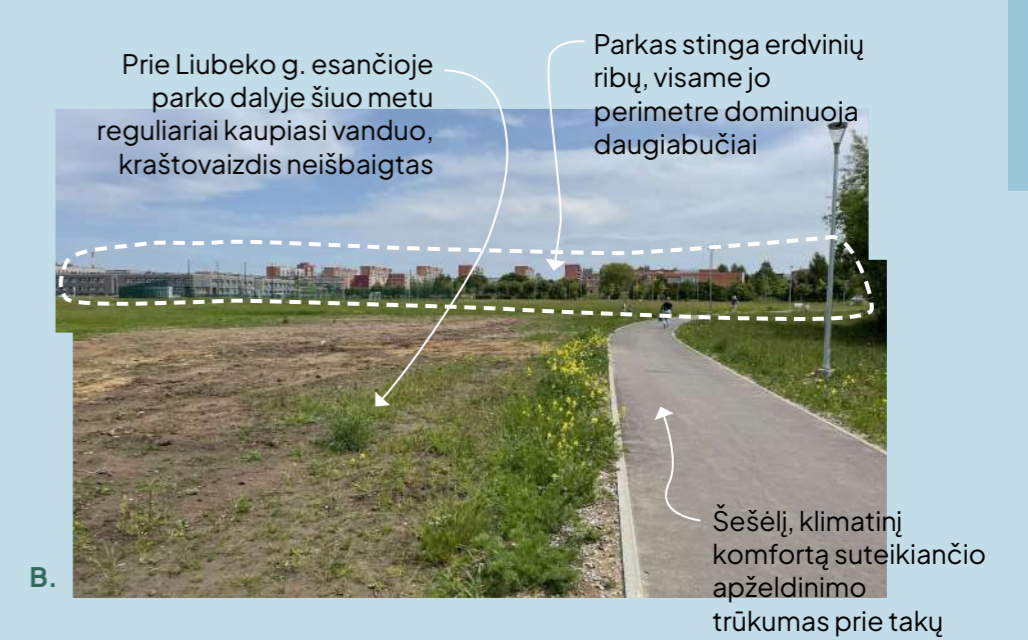 Prie Liubeko g. esančioje
parko dalyje šiuo metu
reguliariai kaupiasi vanduo,
kraštovaizdis neišbaigtas
Parkas stinga erdvinių
ribų, visame jo
perimetre dominuoja
daugiabučiai
Šešėlį, klimatinį
komfortą suteikiančio
apželdinimo
trūkumas prie takų
B.